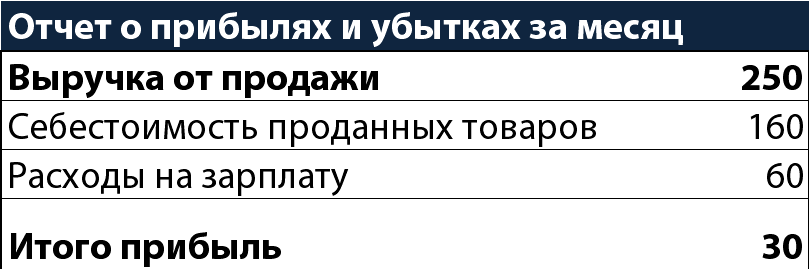 Отчет о прибылях и убытках за месяц
Выручка от продажи 250
Себестоимость проданных товаров 160
Расходы на зарплату 60
Итого прибыль 30